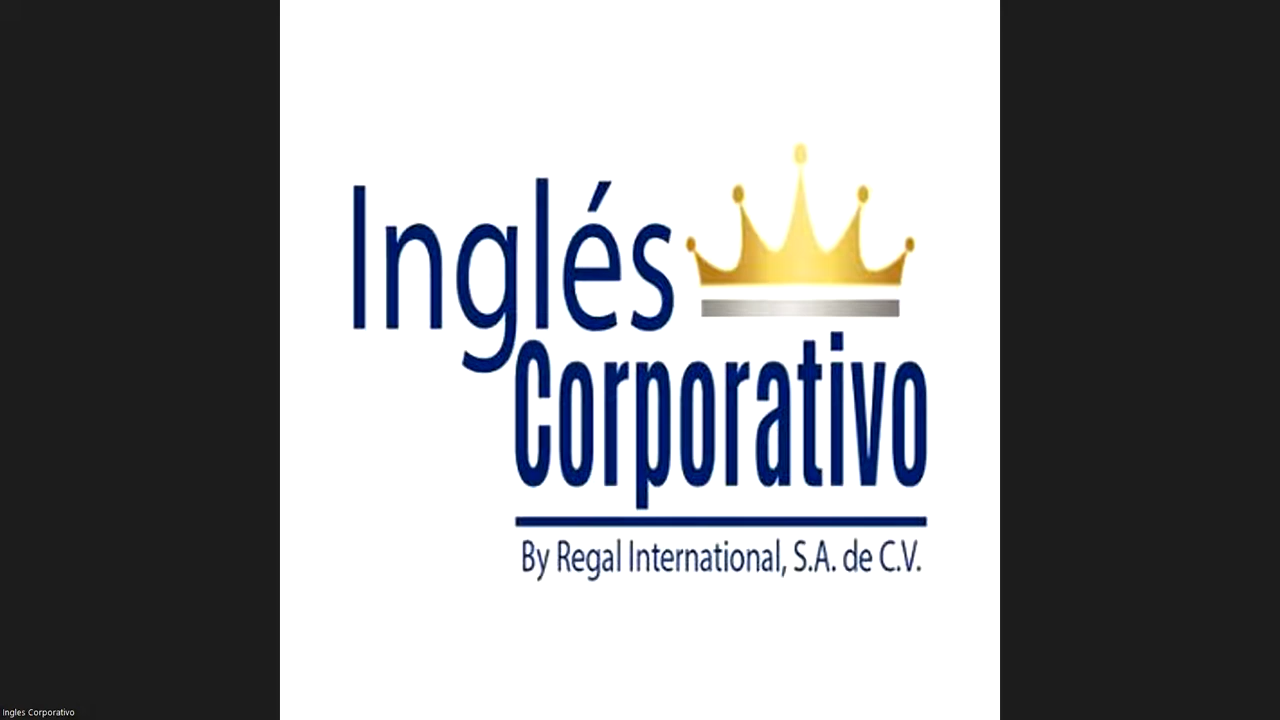 Inglés
Corporativo
By Regal International, S.A. de C.V.
Ingles Corporativo